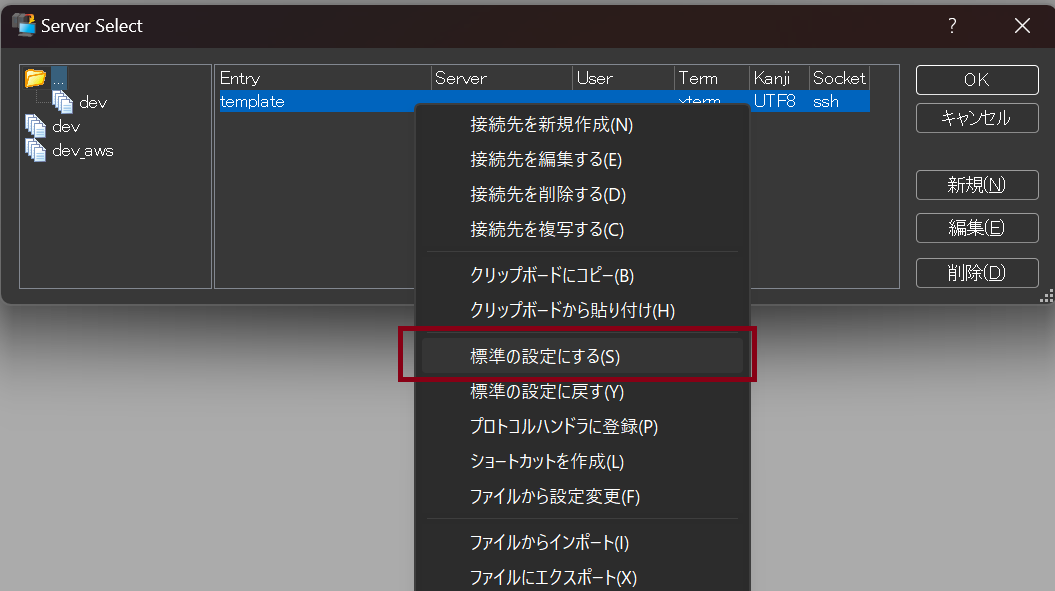 Server Select
?
...
dev
dev
dev_aws
Entry Server User Term Kanji Socket
template xterm UTF8 ssh
OK
キャンセル
新規(N)
編集(E)
削除(D)
接続先を新規作成(N)
接続先を編集する(E)
接続先を削除する(D)
接続先を複写する(C)
クリップボードにコピー(B)
クリップボードから貼り付け(H)
標準の設定にする(S)
標準の設定に戻す(Y)
プロトコルハンドラに登録(P)
ショートカットを作成(L)
ファイルから設定変更(F)
ファイルからインポート(I)
ファイルにエクスポート(X)